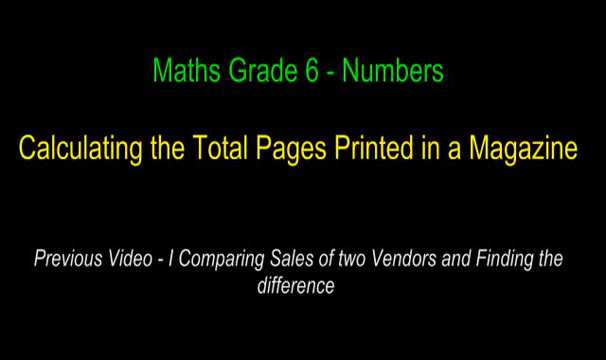 Maths Grade 6 - Numbers
Calculating the Total Pages Printed in a Magazine
Previous Video - I Comparing Sales of two Vendors and Finding the
difference